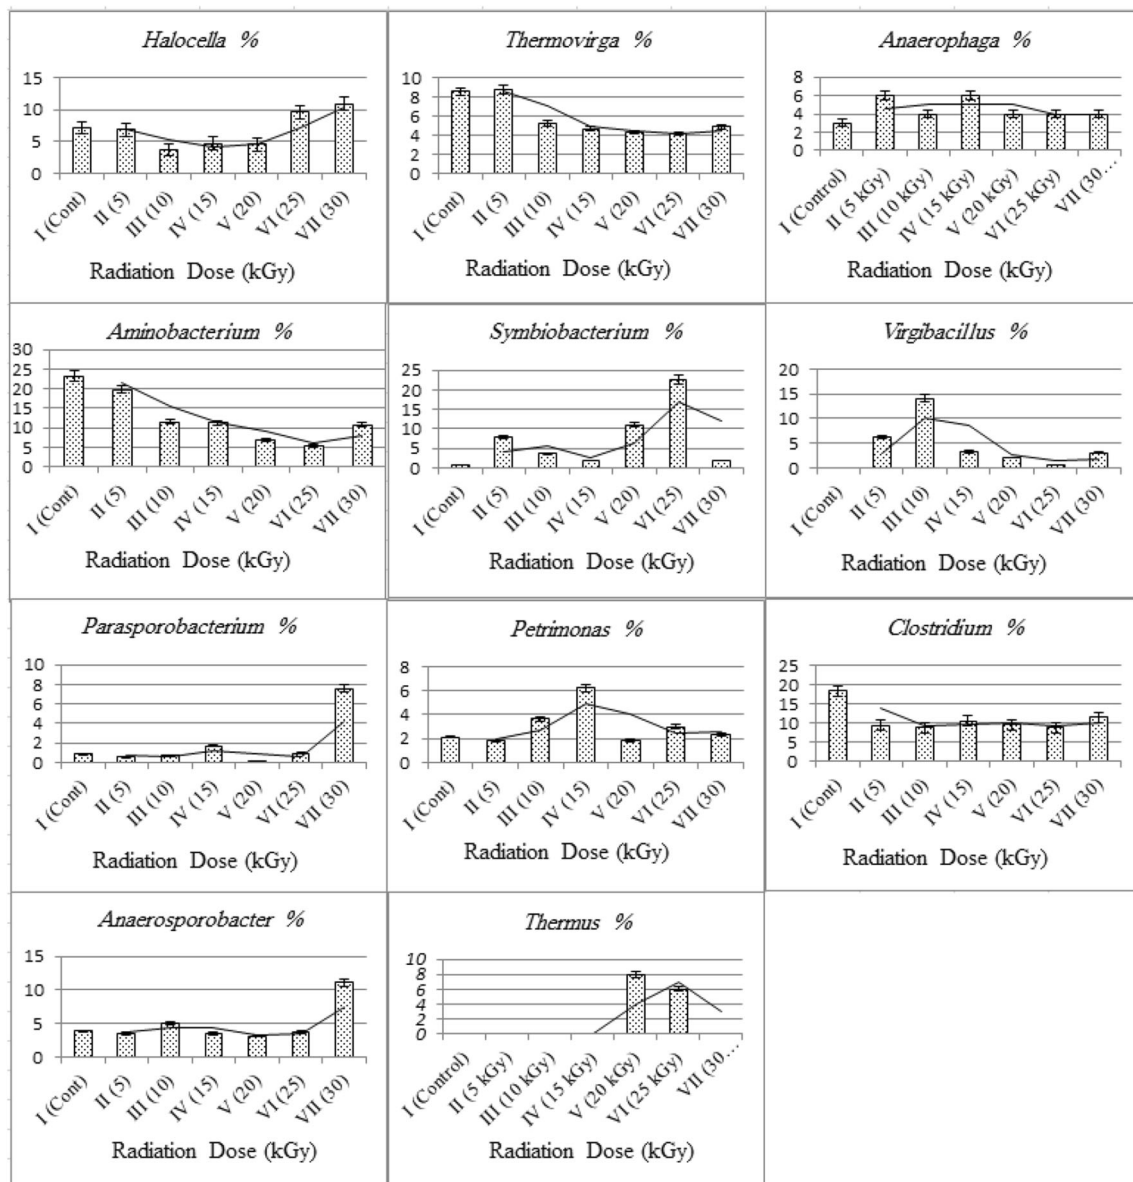 Halocella %
15
10
5
0
I (Cont)
II (5)
III (10)
IV (15)
V (20)
VI (25)
VII (30)
Radiation Dose (kGy)
Thermovirga %
10
8
6
4
2
0
I (Cont)
II (5)
III (10)
IV (15)
V (20)
VI (25)
VII (30)
Radiation Dose (kGy)
Anaerophaga %
8
6
4
2
0
I (Control)
II (5 kGy)
III (10 kGy)
IV (15 kGy)
V (20 kGy)
VI (25 kGy)
VII (30...
Radiation Dose (kGy)
Aminobacterium %
30
25
20
15
10
5
0
I (Cont)
II (5)
III (10)
IV (15)
V (20)
VI (25)
VII (30)
Radiation Dose (kGy)
Symbiobacterium %
25
20
15
10
5
0
I (Cont)
II (5)
III (10)
IV (15)
V (20)
VI (25)
VII (30)
Radiation Dose (kGy)
Virgibacillus %
20
15
10
5
0
I (Cont)
II (5)
III (10)
IV (15)
V (20)
VI (25)
VII (30)
Radiation Dose (kGy)
Parasporobacterium %
10
8
6
4
2
0
I (Cont)
II (5)
III (10)
IV (15)
V (20)
VI (25)
VII (30)
Radiation Dose (kGy)
Petrimonas %
8
6
4
2
0
I (Cont)
II (5)
III (10)
IV (15)
V (20)
VI (25)
VII (30)
Radiation Dose (kGy)
Clostridium %
25
20
15
10
5
0
I (Cont)
II (5)
III (10)
IV (15)
V (20)
VI (25)
VII (30)
Radiation Dose (kGy)
Anaerosporobacter %
15
10
5
0
I (Cont)
II (5)
III (10)
IV (15)
V (20)
VI (25)
VII (30)
Radiation Dose (kGy)
Thermus %
10
8
6
4
2
0
I (Control)
II (5 kGy)
III (10 kGy)
IV (15 kGy)
V (20 kGy)
VI (25 kGy)
VII (30...
Radiation Dose (kGy)